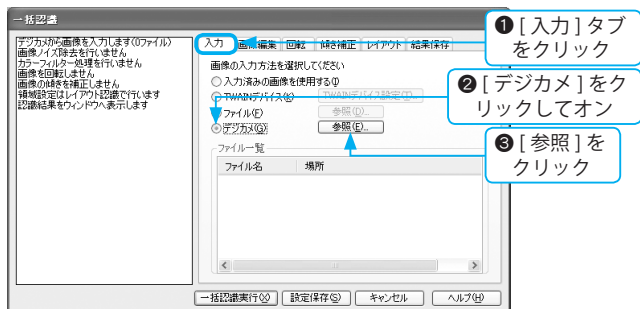 一括認識
デジカメから画像を入力します(0ファイル)
画像ノイズ除去を行いません
カラーフィルター処理を行いません
画像を回転しません
画像の傾きを補正しません
領域設定はレイアウト認識で行います
認識結果をウィンドウへ表示します
入力 画像編集 回転 傾き補正 レイアウト 結果保存
画像の入力方法を選択してください
入力済みの画像を使用する(I)
TWAINデバイス(K) TWAINデバイス設定(T)...
ファイル(F) 参照(D)...
デジカメ(G) 参照(E)...
ファイル一覧
ファイル名 場所
一括認識実行(X) 設定保存(S) キャンセル ヘルプ(H)
❶ [ 入力 ] タブ
をクリック
❷ [ デジカメ ] をク
リックしてオン
❸ [ 参照 ] を
クリック